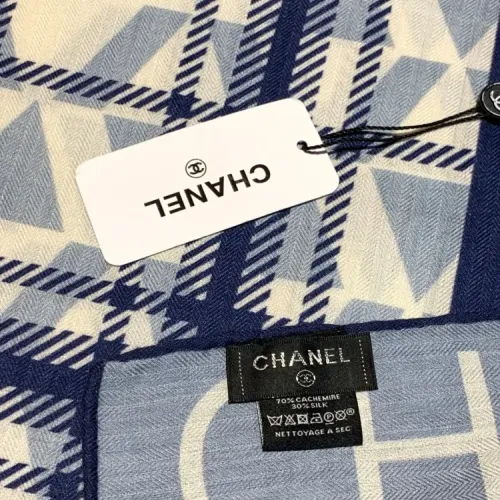 CHANEL
CHANEL
70% CACHEMIRE
30% SILK
NETTOYAGE A SEC